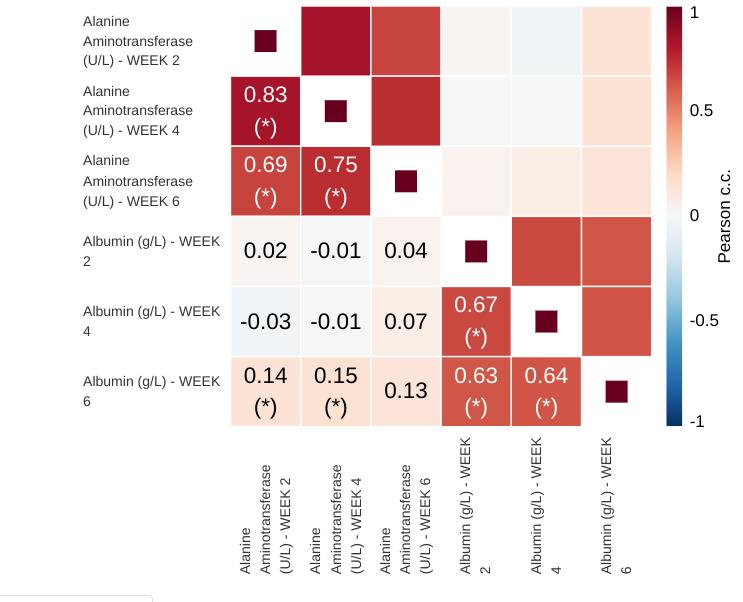 Alanine
Aminotransferase
(U/L) - WEEK 2
Alanine
Aminotransferase
(U/L) - WEEK 4
0.83
(*)
Alanine
Aminotransferase
(U/L) - WEEK 6
0.69 0.75
(*) (*)
Albumin (g/L) - WEEK
2
0.02 -0.01 0.04
Albumin (g/L) - WEEK
4
-0.03 -0.01 0.07
0.67
(*)
Albumin (g/L) - WEEK
6
0.14 0.15 0.13 0.63 0.64
(*) (*) (*) (*)
Alanine
Aminotransferase
(U/L) - WEEK 2
Alanine
Aminotransferase
(U/L) - WEEK 4
Alanine
Aminotransferase
(U/L) - WEEK 6
Albumin (g/L) - WEEK
2
Albumin (g/L) - WEEK
4
Albumin (g/L) - WEEK
6
1
0.5
0
-0.5
-1
Pearson c.c.